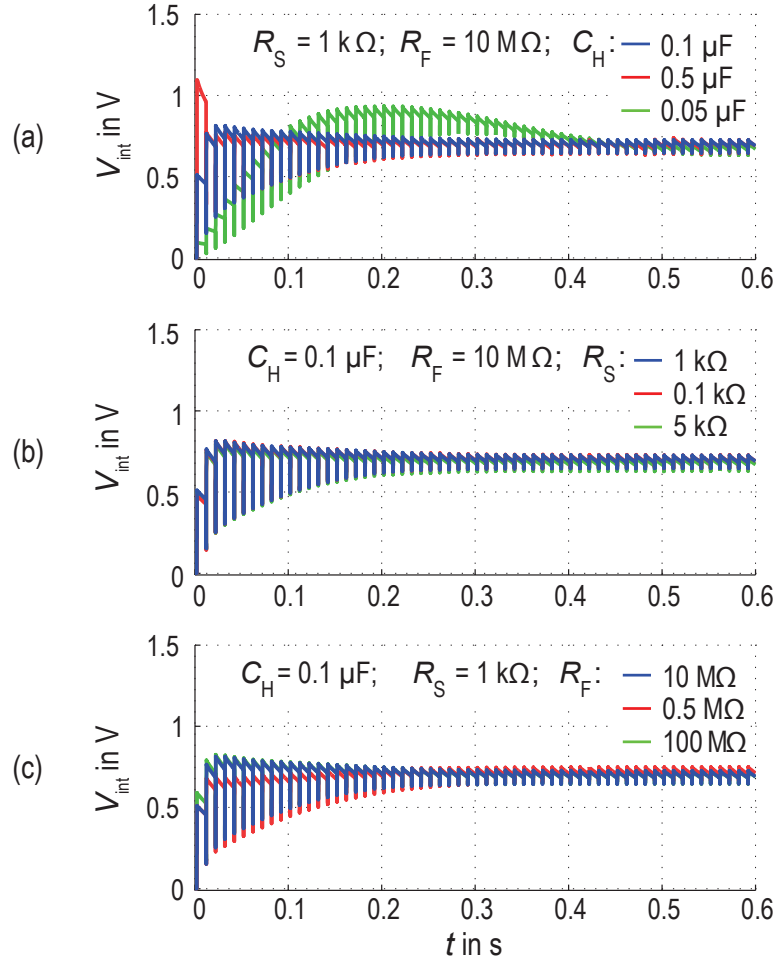 (a)
V_int in V
1.5
1
0.5
0
R_S = 1 kΩ; R_F = 10 MΩ; C_H:
0.1 µF
0.5 µF
0.05 µF
0 0.1 0.2 0.3 0.4 0.5 0.6
(b)
V_int in V
1.5
1
0.5
0
C_H = 0.1 µF; R_F = 10 MΩ; R_S:
1 kΩ
0.1 kΩ
5 kΩ
0 0.1 0.2 0.3 0.4 0.5 0.6
(c)
V_int in V
1.5
1
0.5
0
C_H = 0.1 µF; R_S = 1 kΩ; R_F:
10 MΩ
0.5 MΩ
100 MΩ
0 0.1 0.2 0.3 0.4 0.5 0.6
t in s